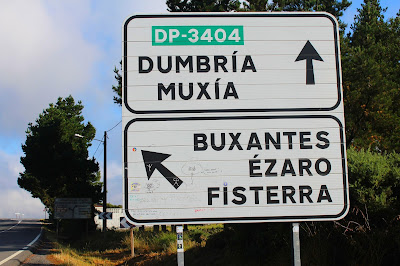 DP-3404
DUMBRÍA
MUXÍA
BUXANTES
ÉZARO
FISTERRA